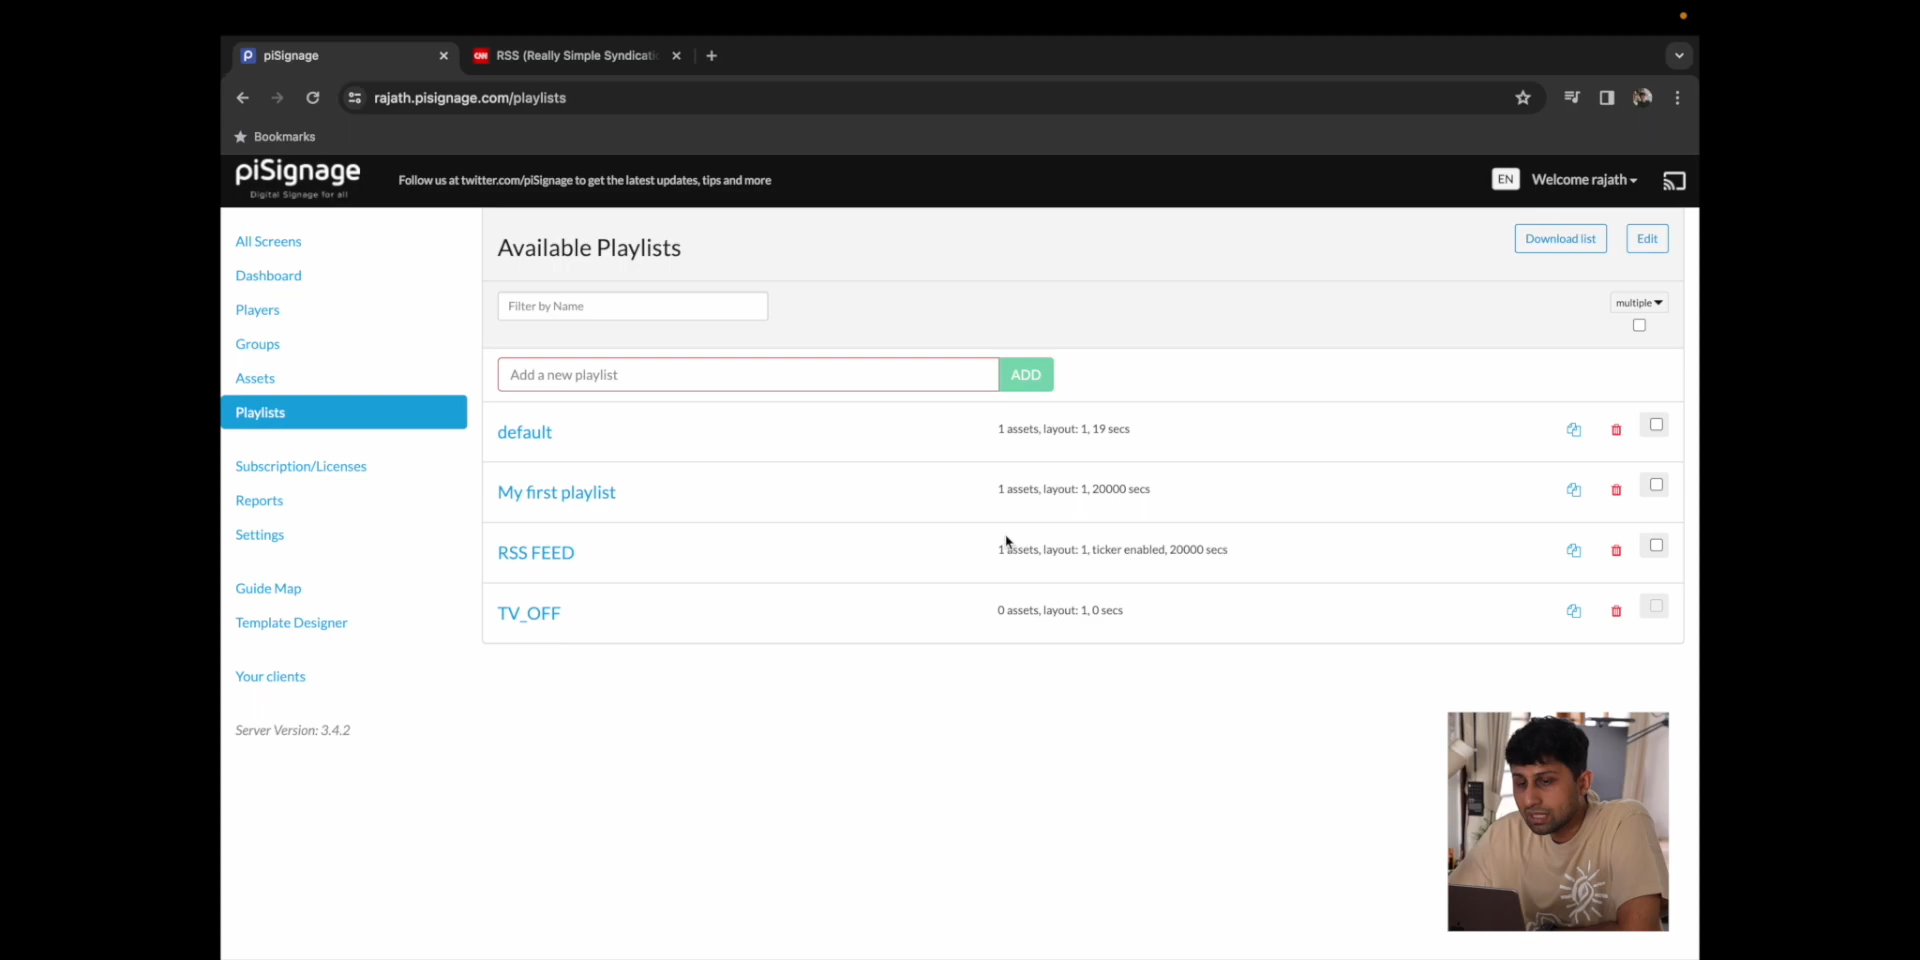 piSignage
RSS (Really Simple Syndicati
rajath.pisignage.com/playlists
Bookmarks
piSignage
Digital Signage for all
Follow us at twitter.com/piSignage to get the latest updates, tips and more
EN
Welcome rajath
All Screens
Dashboard
Players
Groups
Assets
Playlists
Subscription/Licenses
Reports
Settings
Guide Map
Template Designer
Your clients
Server Version: 3.4.2
Available Playlists
Download list
Edit
Filter by Name
multiple
Add a new playlist
ADD
default
1 assets, layout: 1, 19 secs
My first playlist
1 assets, layout: 1, 20000 secs
RSS FEED
1 assets, layout: 1, ticker enabled, 20000 secs
TV_OFF
0 assets, layout: 1, 0 secs